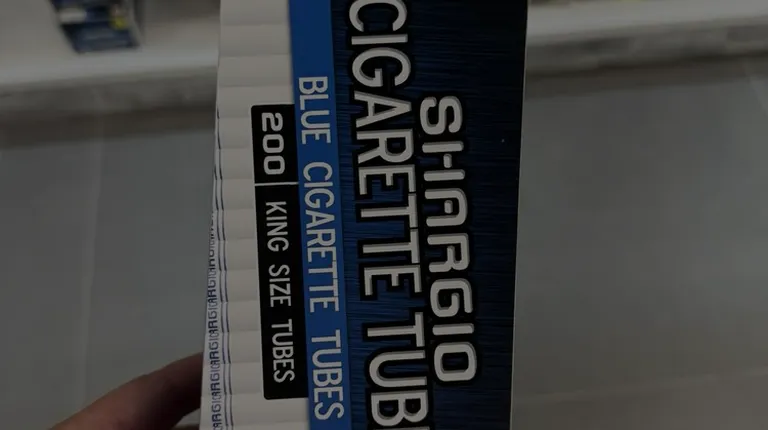 SHARGIO
CIGARETTE TUB
BLUE CIGARETTE TUBES
200 KING SIZE TUBES